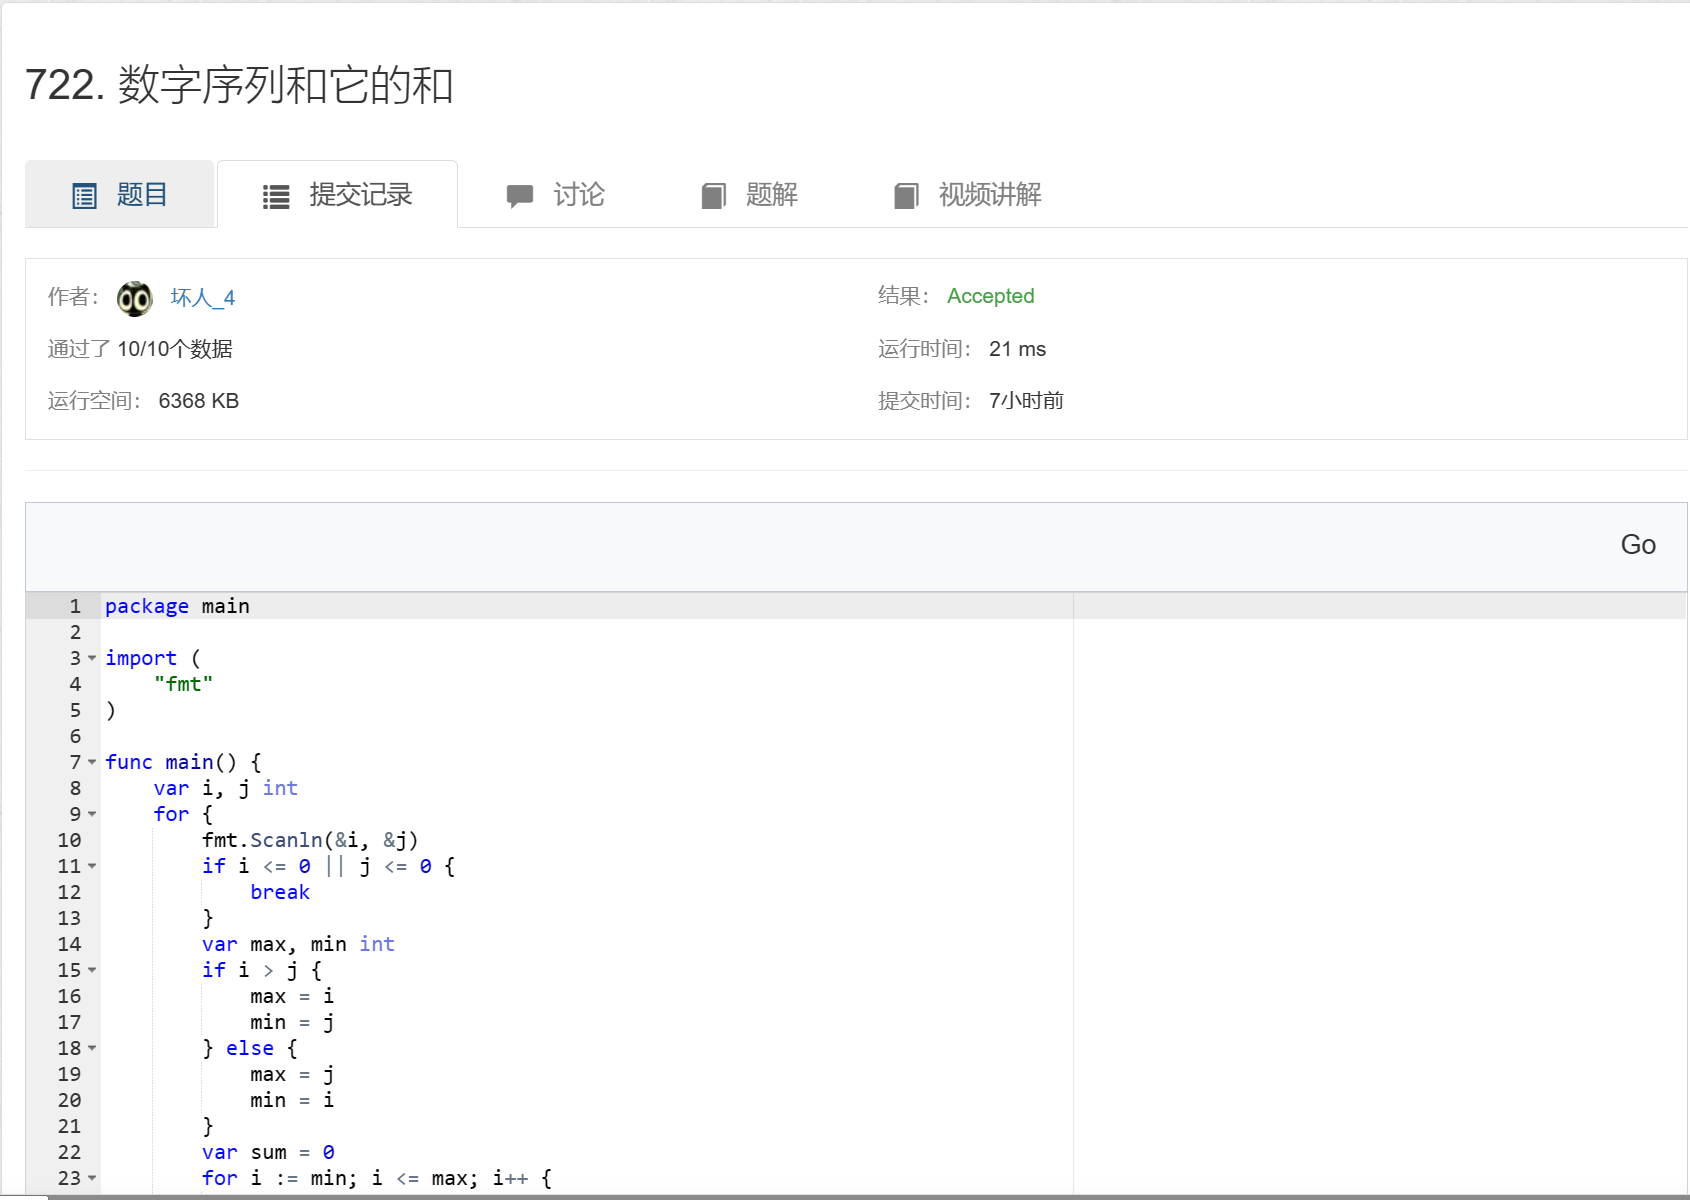 722. 数字序列和它的和
题目 提交记录 讨论 题解 视频讲解
作者： 坏人_4 结果： Accepted
通过了 10/10个数据 运行时间： 21 ms
运行空间： 6368 KB 提交时间： 7小时前
Go
1 package main
2
3 import (
4     "fmt"
5 )
6
7 func main() {
8     var i, j int
9     for {
10         fmt.Scanln(&i, &j)
11         if i <= 0 || j <= 0 {
12             break
13         }
14         var max, min int
15         if i > j {
16             max = i
17             min = j
18         } else {
19             max = j
20             min = i
21         }
22         var sum = 0
23         for i := min; i <= max; i++ {